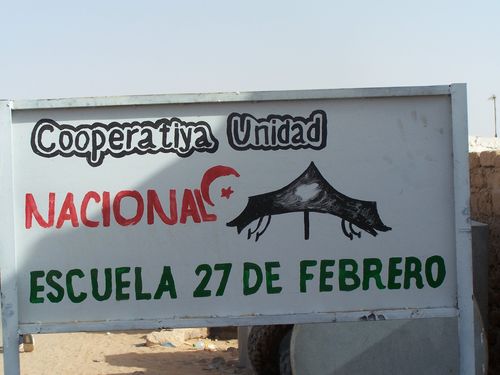 Cooperativa Unidad
NACIONAL
ESCUELA 27 DE FEBRERO